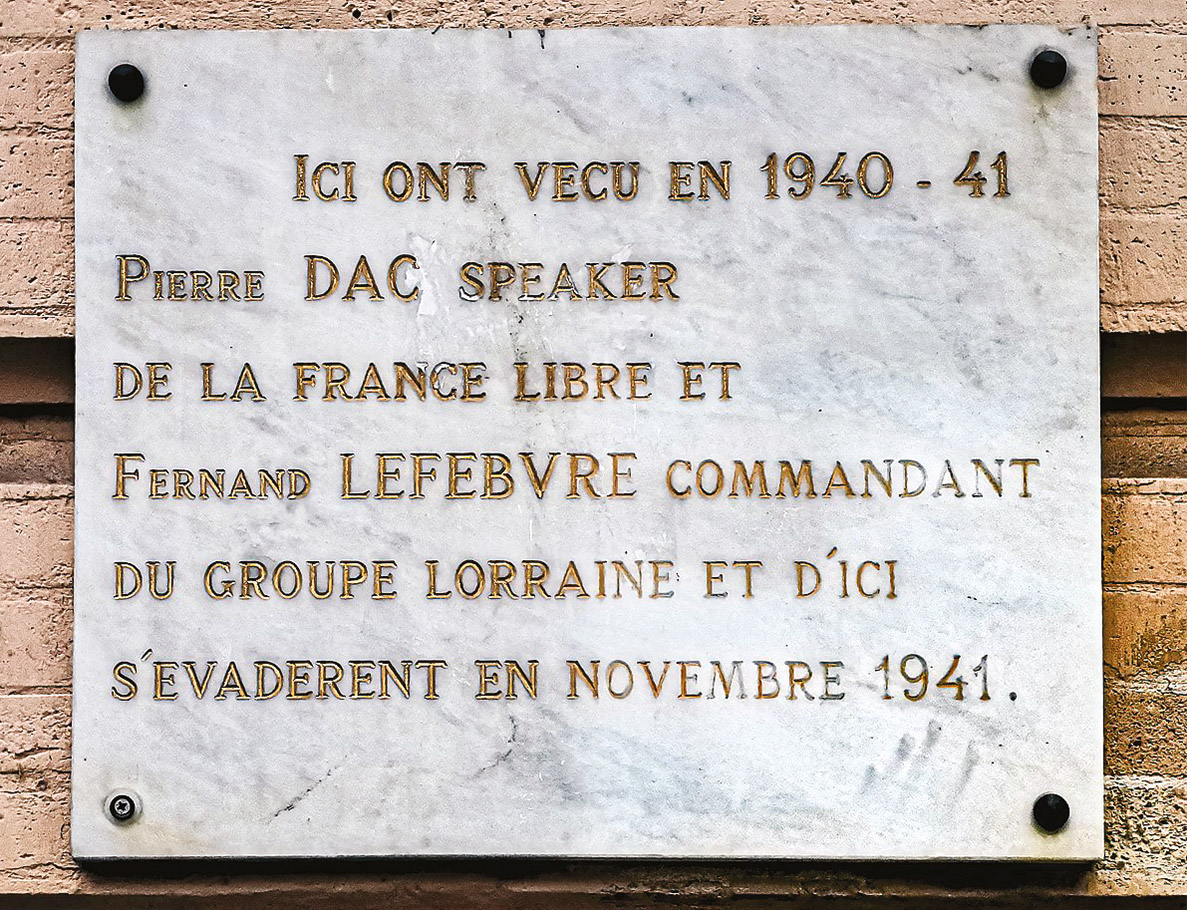 ICI ONT VECU EN 1940 - 41
PIERRE DAC SPEAKER
DE LA FRANCE LIBRE ET
FERNAND LEFEBVRE COMMANDANT
DU GROUPE LORRAINE ET D'ICI
S'EVADERENT EN NOVEMBRE 1941.